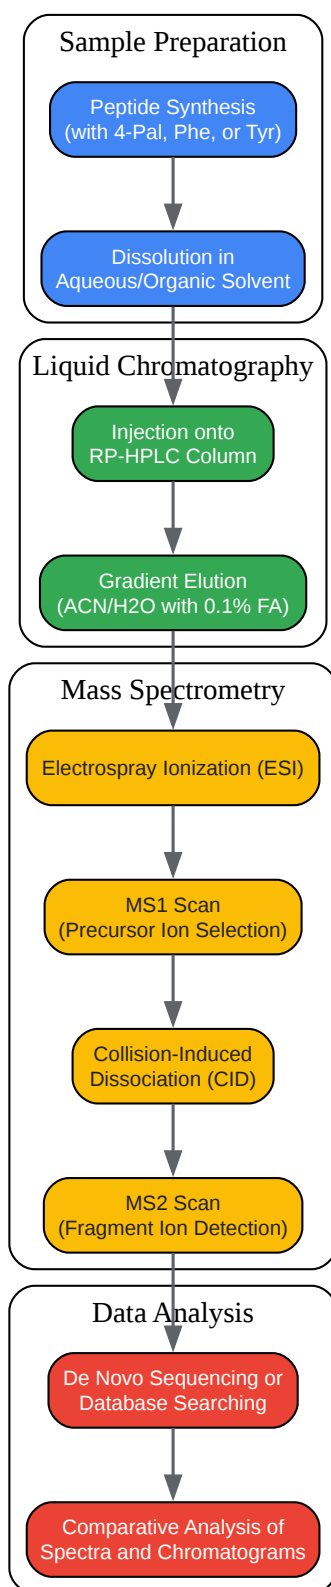 Sample Preparation
Peptide Synthesis
(with 4-Pal, Phe, or Tyr)
Dissolution in
Aqueous/Organic Solvent
Liquid Chromatography
Injection onto
RP-HPLC Column
Gradient Elution
(ACN/H2O with 0.1% FA)
Mass Spectrometry
Electrospray Ionization (ESI)
MS1 Scan
(Precursor Ion Selection)
Collision-Induced
Dissociation (CID)
MS2 Scan
(Fragment Ion Detection)
Data Analysis
De Novo Sequencing or
Database Searching
Comparative Analysis of
Spectra and Chromatograms